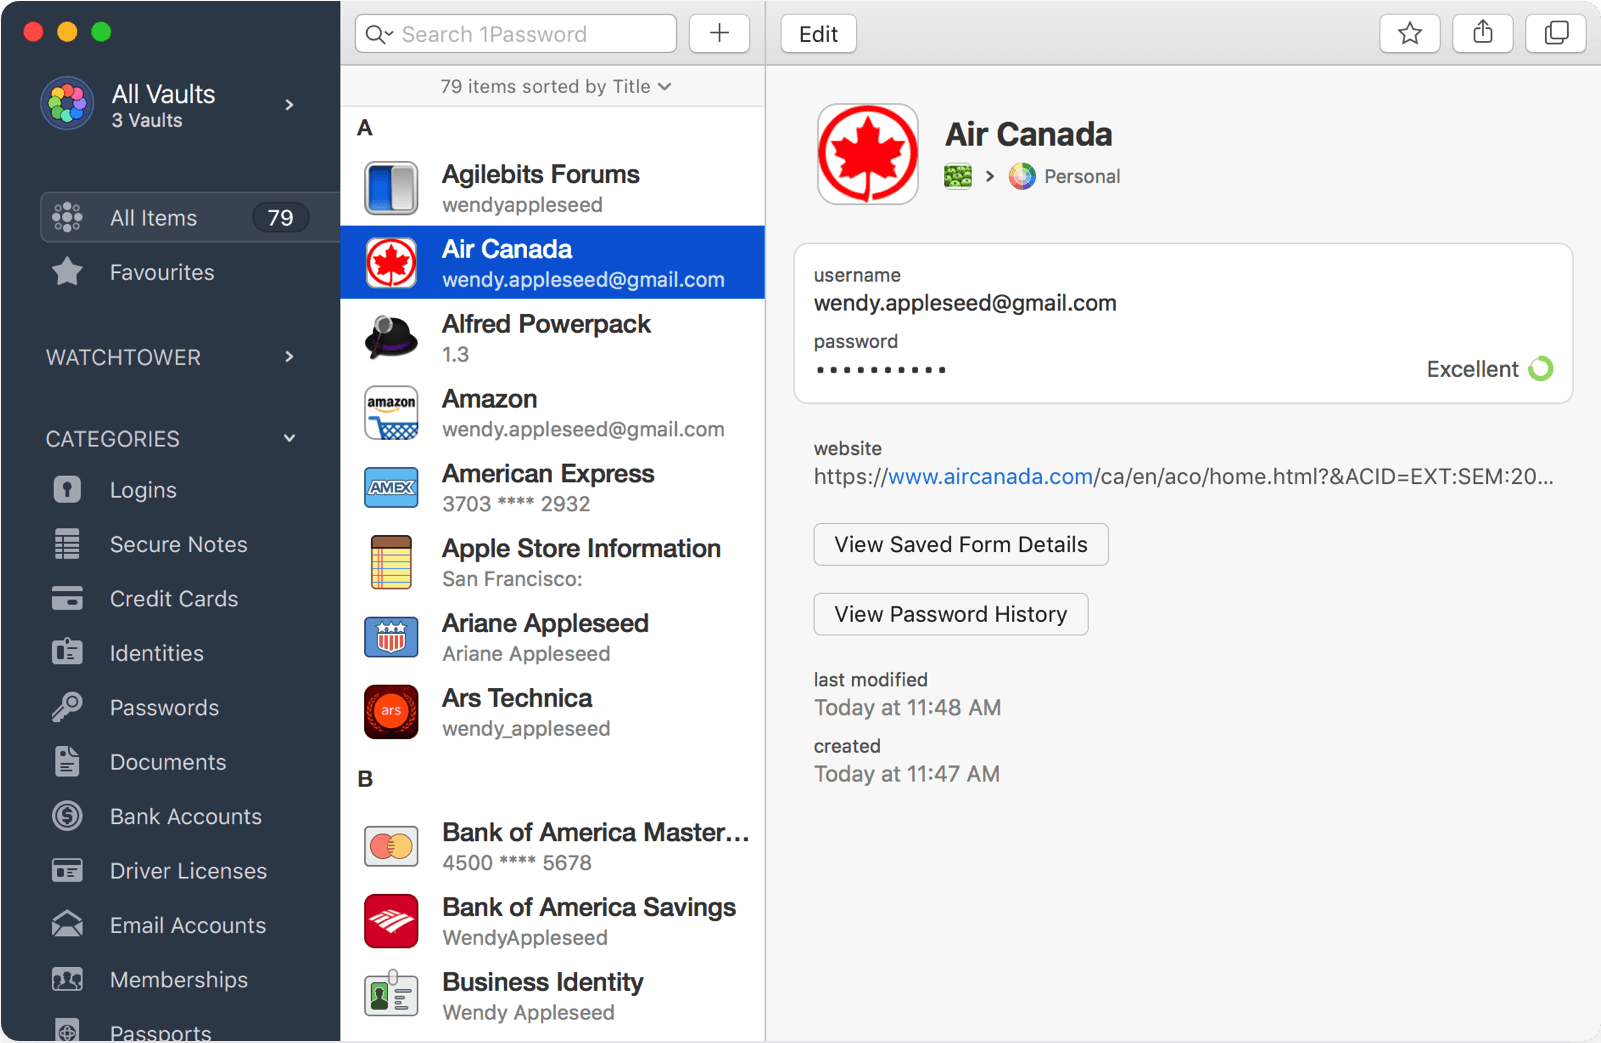 All Vaults
3 Vaults
All Items 79
Favourites
WATCHTOWER
CATEGORIES
Logins
Secure Notes
Credit Cards
Identities
Passwords
Documents
Bank Accounts
Driver Licenses
Email Accounts
Memberships
Passports
Search 1Password
79 items sorted by Title
A
Agilebits Forums
wendyappleseed
Air Canada
wendy.appleseed@gmail.com
Alfred Powerpack
1.3
amazon
Amazon
wendy.appleseed@gmail.com
AMEX
American Express
3703 **** 2932
Apple Store Information
San Francisco:
Ariane Appleseed
Ariane Appleseed
ars
Ars Technica
wendy_appleseed
B
Bank of America Master...
4500 **** 5678
Bank of America Savings
WendyAppleseed
Business Identity
Wendy Appleseed
Edit
Air Canada
Personal
username
wendy.appleseed@gmail.com
password
••••••••••
Excellent
website
https://www.aircanada.com/ca/en/aco/home.html?&ACID=EXT:SEM:20...
View Saved Form Details
View Password History
last modified
Today at 11:48 AM
created
Today at 11:47 AM